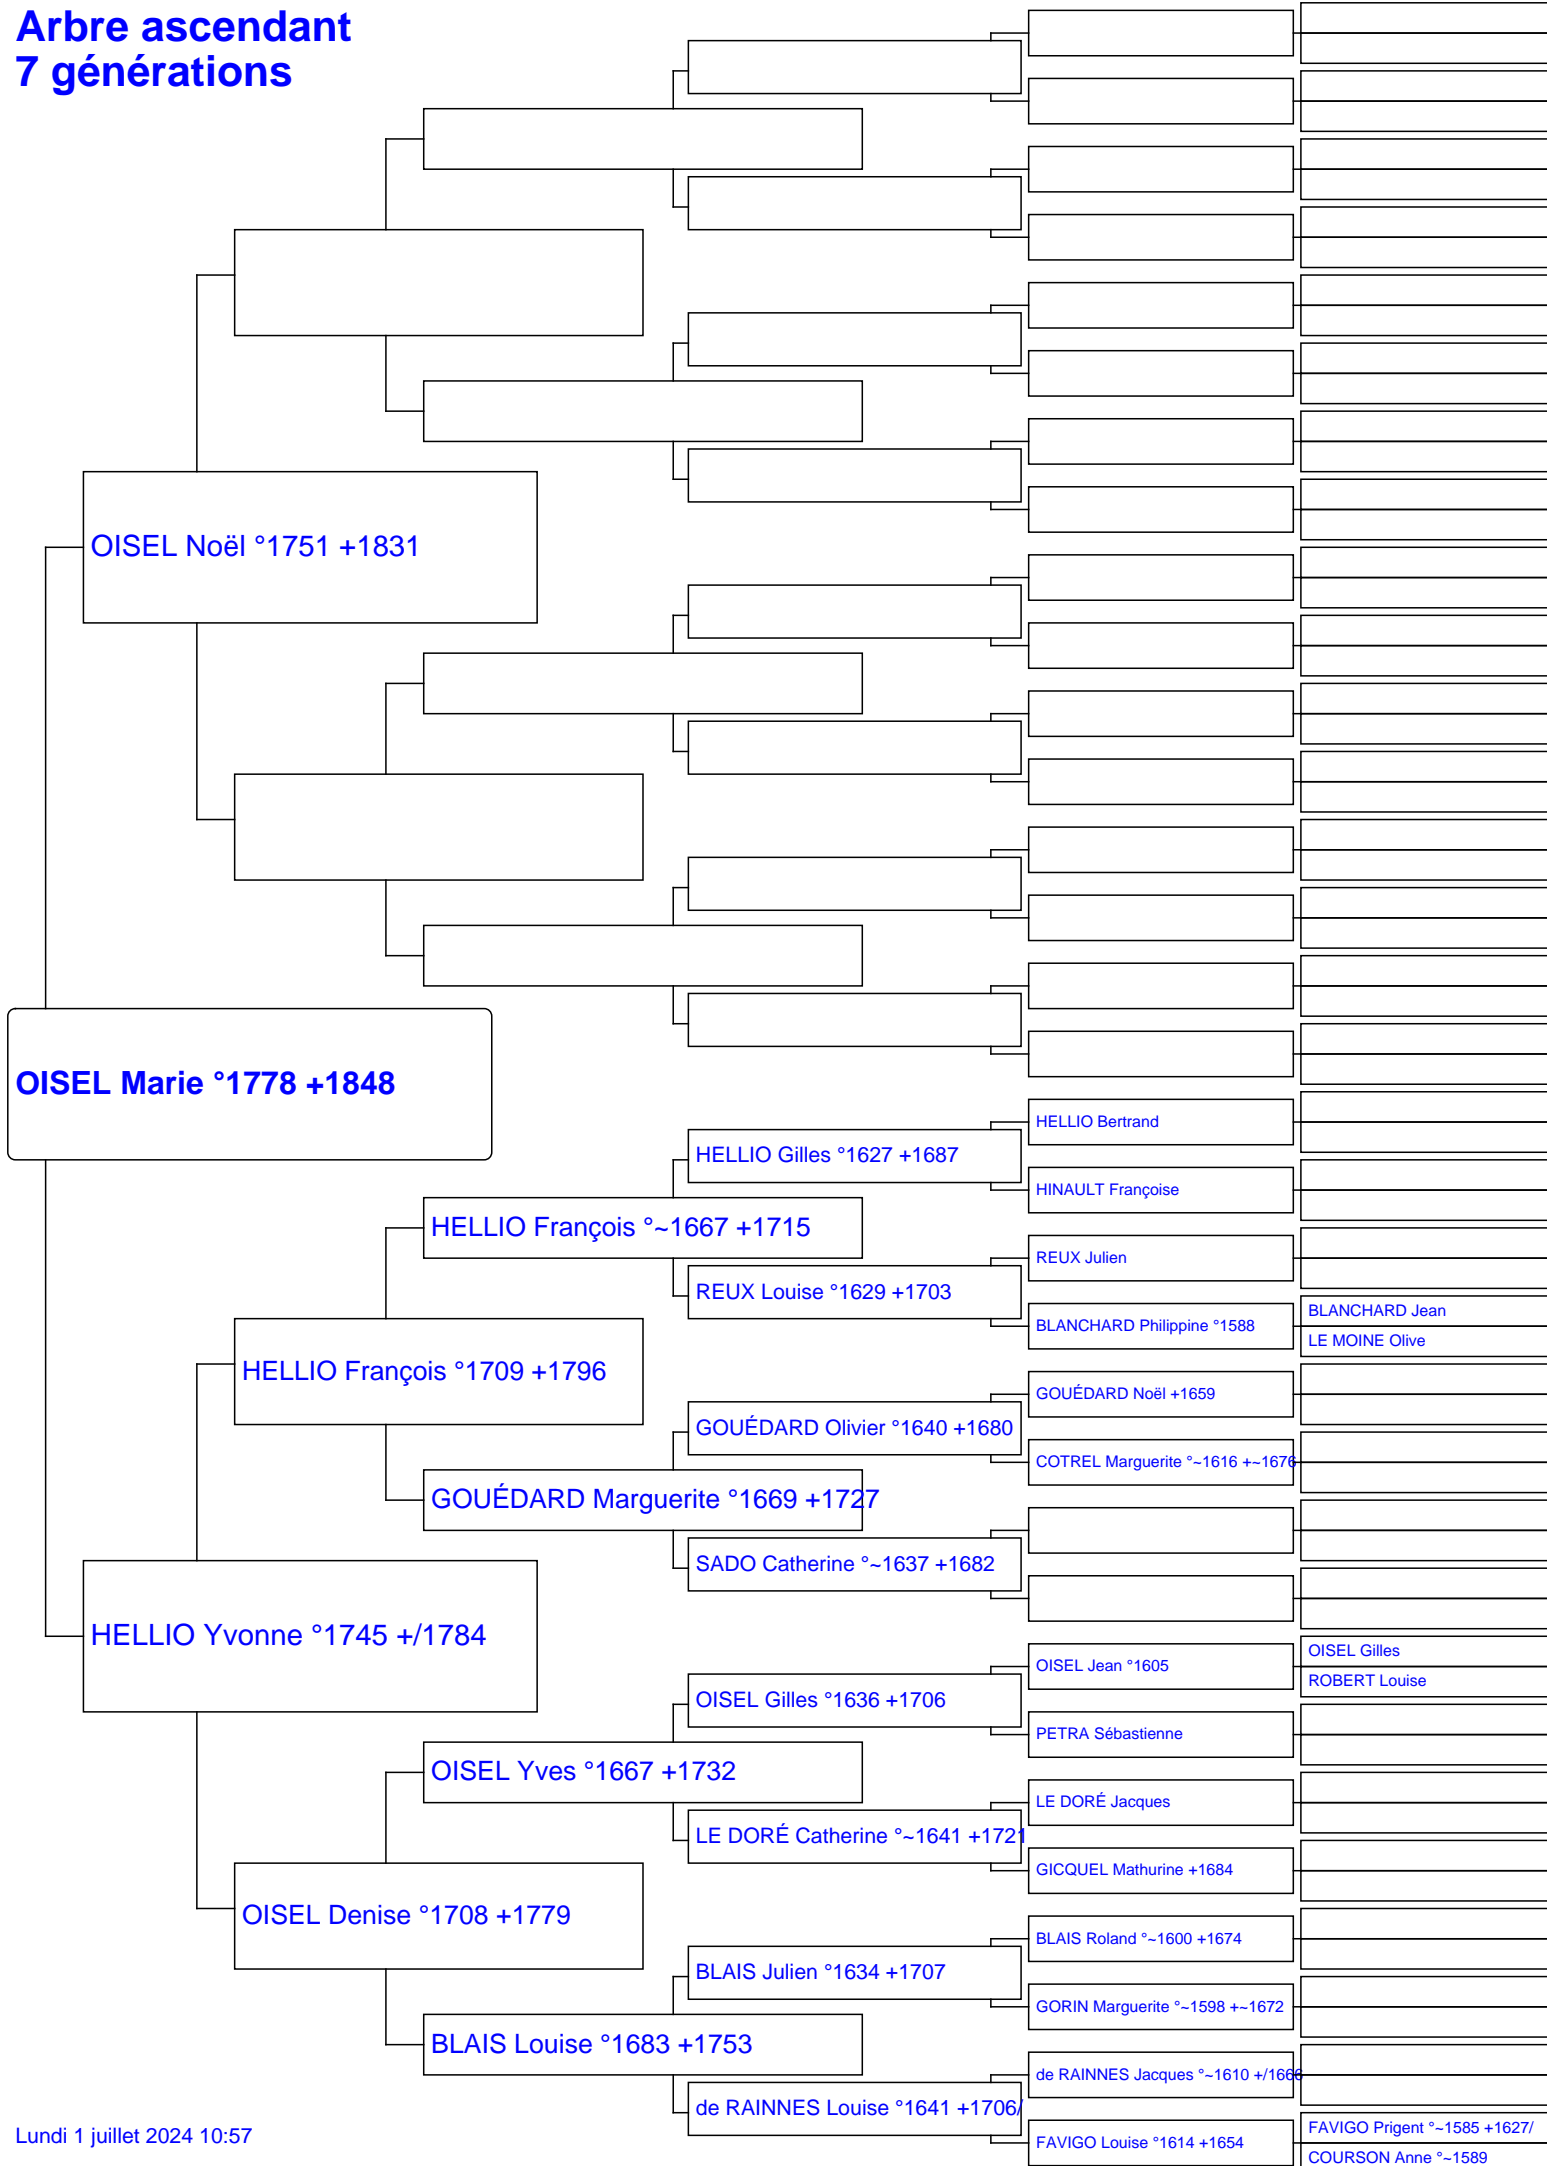 Arbre ascendant
7 générations
OISEL Noël °1751 +1831
OISEL Marie °1778 +1848
HELLIO Bertrand
HELLIO Gilles °1627 +1687
HINAULT Françoise
HELLIO François °~1667 +1715
REUX Julien
REUX Louise °1629 +1703
BLANCHARD Jean
BLANCHARD Philippine °1588
LE MOINE Olive
HELLIO François °1709 +1796
GOUÉDARD Noël +1659
GOUÉDARD Olivier °1640 +1680
COTREL Marguerite °~1616 +~1676
GOUÉDARD Marguerite °1669 +1727
SADO Catherine °~1637 +1682
HELLIO Yvonne °1745 +/1784
OISEL Gilles
OISEL Jean °1605
ROBERT Louise
OISEL Gilles °1636 +1706
PETRA Sébastienne
OISEL Yves °1667 +1732
LE DORÉ Jacques
LE DORÉ Catherine °~1641 +1721
GICQUEL Mathurine +1684
OISEL Denise °1708 +1779
BLAIS Roland °~1600 +1674
BLAIS Julien °1634 +1707
GORIN Marguerite °~1598 +~1672
BLAIS Louise °1683 +1753
de RAINNES Jacques °~1610 +/1666
de RAINNES Louise °1641 +1706/
FAVIGO Prigent °~1585 +1627/
FAVIGO Louise °1614 +1654
COURSON Anne °~1589
Lundi 1 juillet 2024 10:57